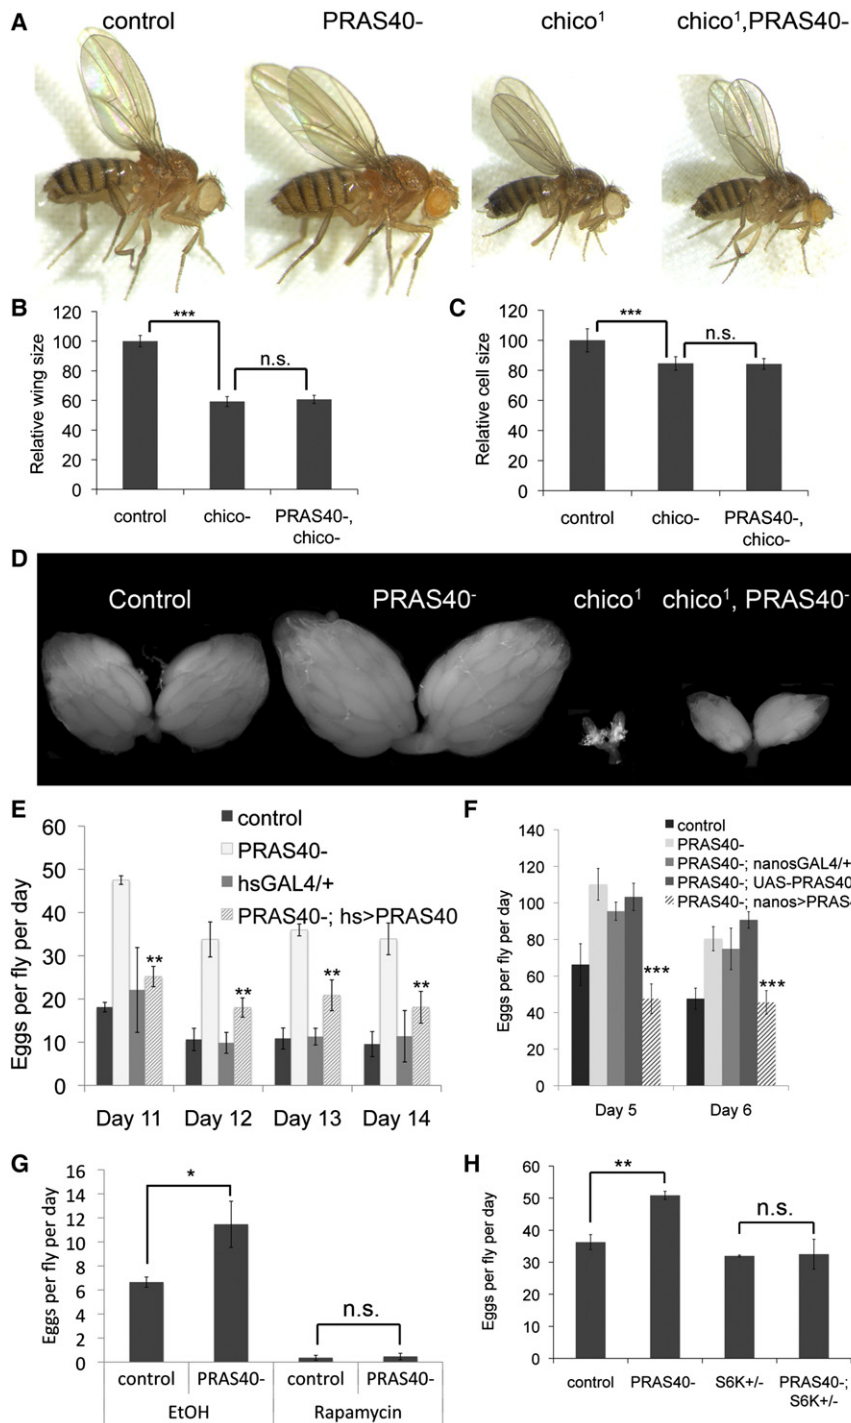 A control PRAS40- chico¹ chico¹,PRAS40-
B
Relative wing size
120
100
80
60
40
20
0
***
n.s.
control chico- PRAS40-,
chico-
C
Relative cell size
120
100
80
60
40
20
0
***
n.s.
control chico- PRAS40-,
chico-
D
Control PRAS40⁻ chico¹ chico¹, PRAS40⁻
E
Eggs per fly per day
60
50
40
30
20
10
0
control
PRAS40-
hsGAL4/+
PRAS40-; hs>PRAS40
** ** ** **
Day 11 Day 12 Day 13 Day 14
F
Eggs per fly per day
140
120
100
80
60
40
20
0
control
PRAS40-
PRAS40-; nanosGAL4/+
PRAS40-; UAS-PRAS40
PRAS40-; nanos>PRAS4
*** ***
Day 5 Day 6
G
Eggs per fly per day
16
14
12
10
8
6
4
2
0
*
n.s.
control PRAS40- control PRAS40-
EtOH Rapamycin
H
Eggs per fly per day
60
50
40
30
20
10
0
**
n.s.
control PRAS40- S6K+/- PRAS40-;
S6K+/-